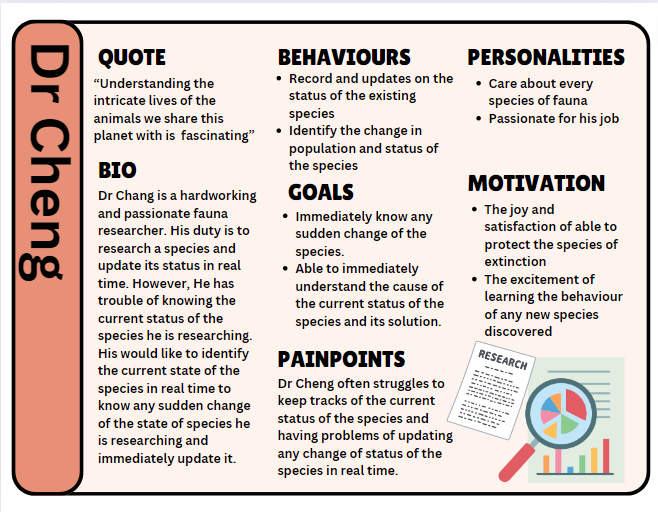 Dr Cheng
QUOTE
“Understanding the
intricate lives of the
animals we share this
planet with is fascinating”
BIO
Dr Chang is a hardworking
and passionate fauna
researcher. His duty is to
research a species and
update its status in real
time. However, He has
trouble of knowing the
current status of the
species he is researching.
His would like to identify
the current state of the
species in real time to
know any sudden change
of the state of species he
is researching and
immediately update it.
BEHAVIOURS
• Record and updates on the
status of the existing
species
• Identify the change in
population and status of
the species
GOALS
• Immediately know any
sudden change of the
species.
• Able to immediately
understand the cause of
the current status of the
species and its solution.
PAINPOINTS
Dr Cheng often struggles to
keep tracks of the current
status of the species and
having problems of updating
any change of status of the
species in real time.
PERSONALITIES
• Care about every
species of fauna
• Passionate for his job
MOTIVATION
• The joy and
satisfaction of able to
protect the species of
extinction
• The excitement of
learning the behaviour
of any new species
discovered
RESEARCH